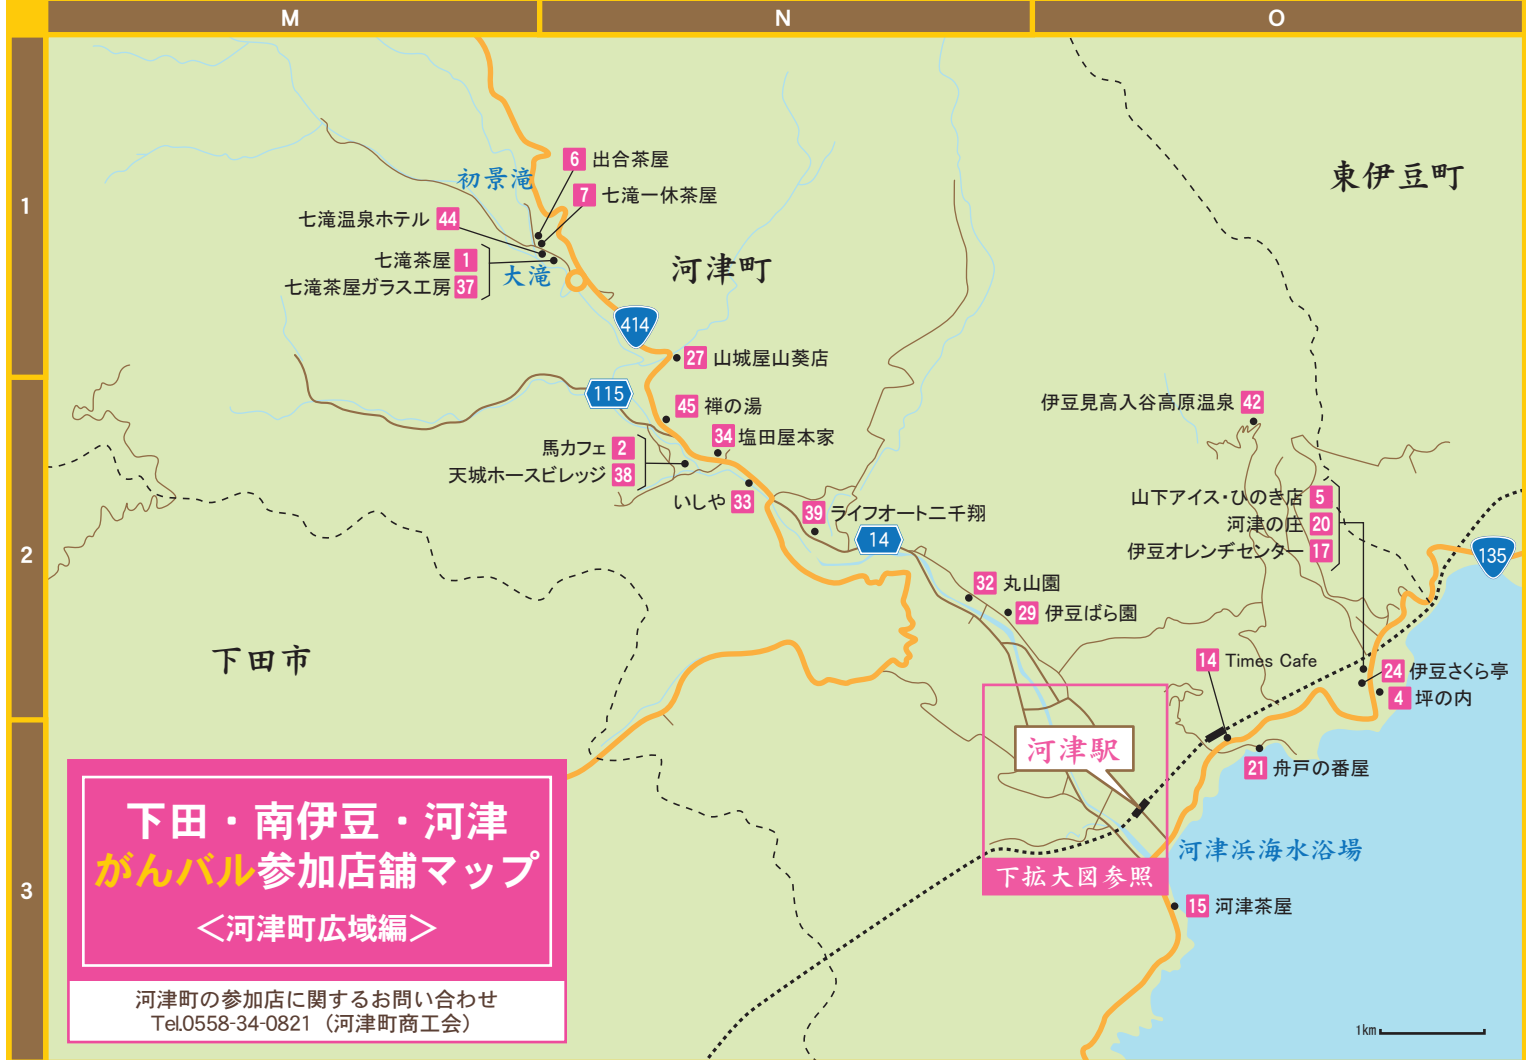 M
N
O
1
2
3
東伊豆町
6 出合茶屋
初景滝
7 七滝一休茶屋
七滝温泉ホテル 44
七滝茶屋 1
七滝茶屋ガラス工房 37
大滝
河津町
414
27 山城屋山葵店
115
45 禅の湯
34 塩田屋本家
馬カフェ 2
天城ホースビレッジ 38
いしや 33
39 ライフオート二千翔
14
伊豆見高入谷高原温泉 42
山下アイス・ひのき店 5
河津の庄 20
伊豆オレンヂセンター 17
135
32 丸山園
29 伊豆ばら園
下田市
14 Times Cafe
24 伊豆さくら亭
4 坪の内
河津駅
21 舟戸の番屋
河津浜海水浴場
下拡大図参照
15 河津茶屋
下田・南伊豆・河津
がんバル参加店舗マップ
＜河津町広域編＞
河津町の参加店に関するお問い合わせ
Tel.0558-34-0821（河津町商工会）
1km